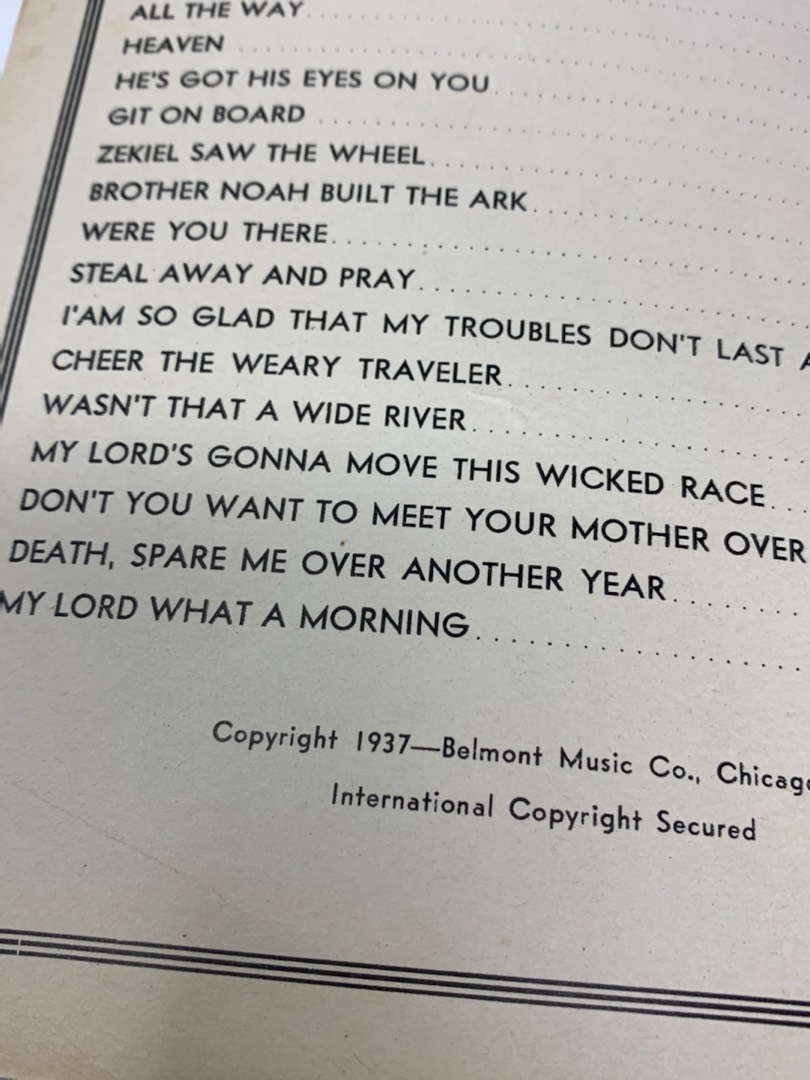 ALL THE WAY
HEAVEN
HE'S GOT HIS EYES ON YOU
GIT ON BOARD
ZEKIEL SAW THE WHEEL
BROTHER NOAH BUILT THE ARK
WERE YOU THERE
STEAL AWAY AND PRAY
I'AM SO GLAD THAT MY TROUBLES DON'T LAST
CHEER THE WEARY TRAVELER
WASN'T THAT A WIDE RIVER
MY LORD'S GONNA MOVE THIS WICKED RACE
DON'T YOU WANT TO MEET YOUR MOTHER OVER
DEATH, SPARE ME OVER ANOTHER YEAR
MY LORD WHAT A MORNING
Copyright 1937—Belmont Music Co., Chicago
International Copyright Secured